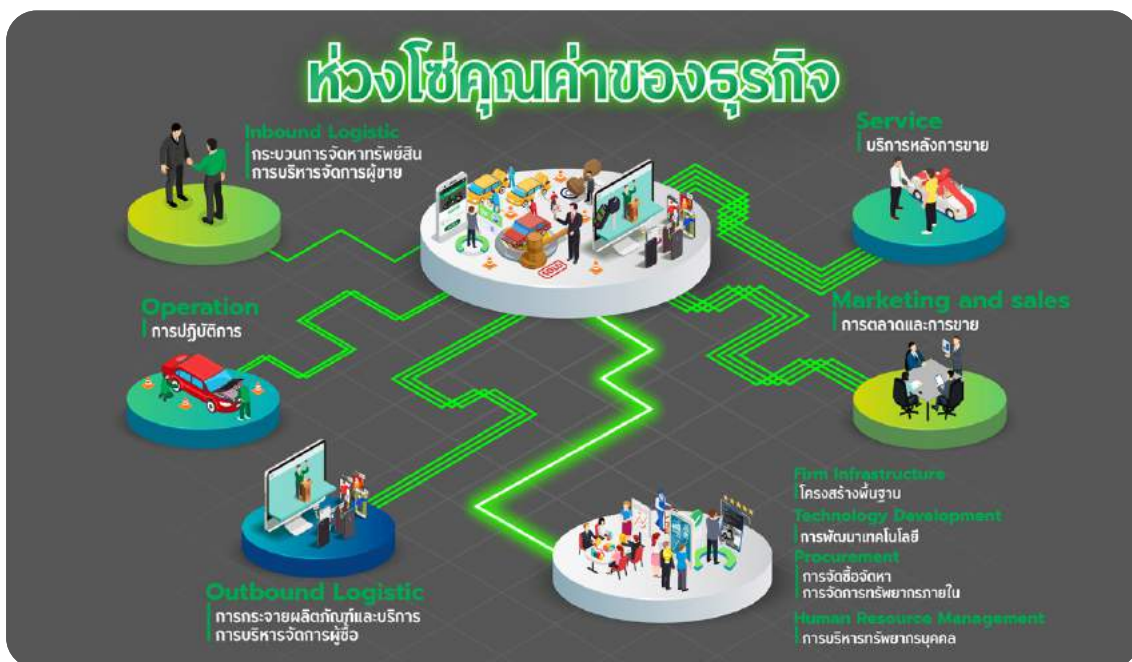 ห่วงโซ่คุณค่าของธุรกิจ
Inbound Logistic
กระบวนการจัดหาทรัพย์สิน
การบริหารจัดการผู้ขาย
Service
บริการหลังการขาย
SOLD
Operation
การปฏิบัติการ
Marketing and sales
การตลาดและการขาย
Outbound Logistic
การกระจายผลิตภัณฑ์และบริการ
การบริหารจัดการผู้ซื้อ
Firm Infrastructure
โครงสร้างพื้นฐาน
Technology Development
การพัฒนาเทคโนโลยี
Procurement
การจัดซื้อจัดหา
การจัดการทรัพยากรภายใน
Human Resource Management
การบริหารทรัพยากรบุคคล